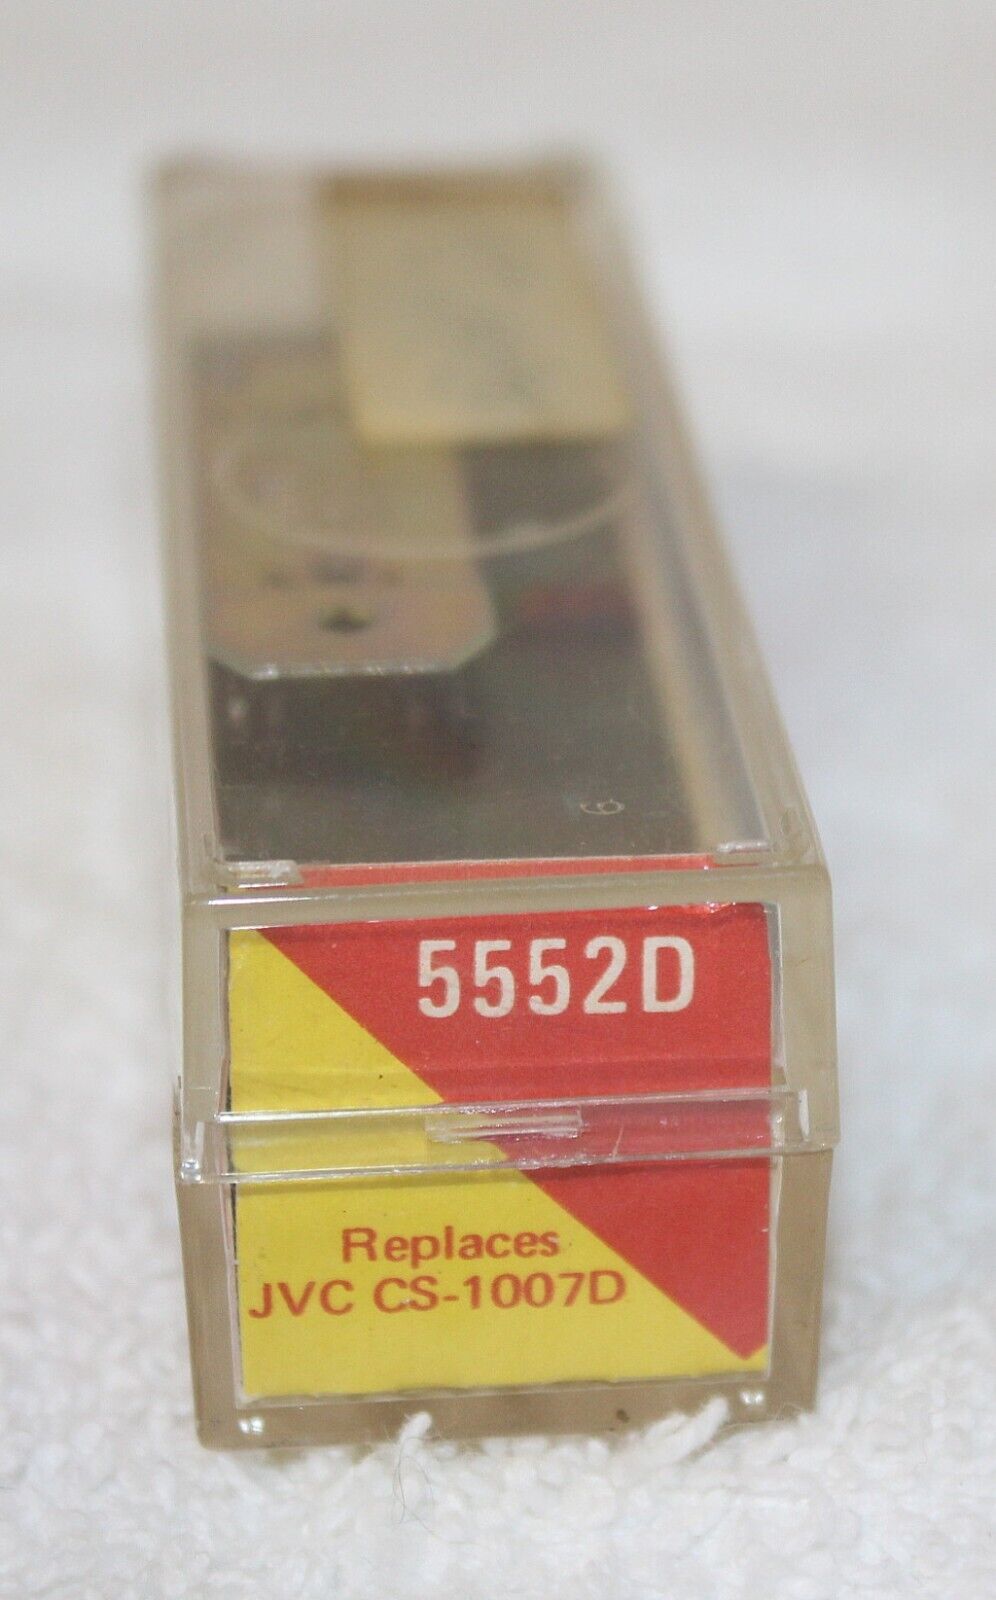 5552D
Replaces
JVC CS-1007D